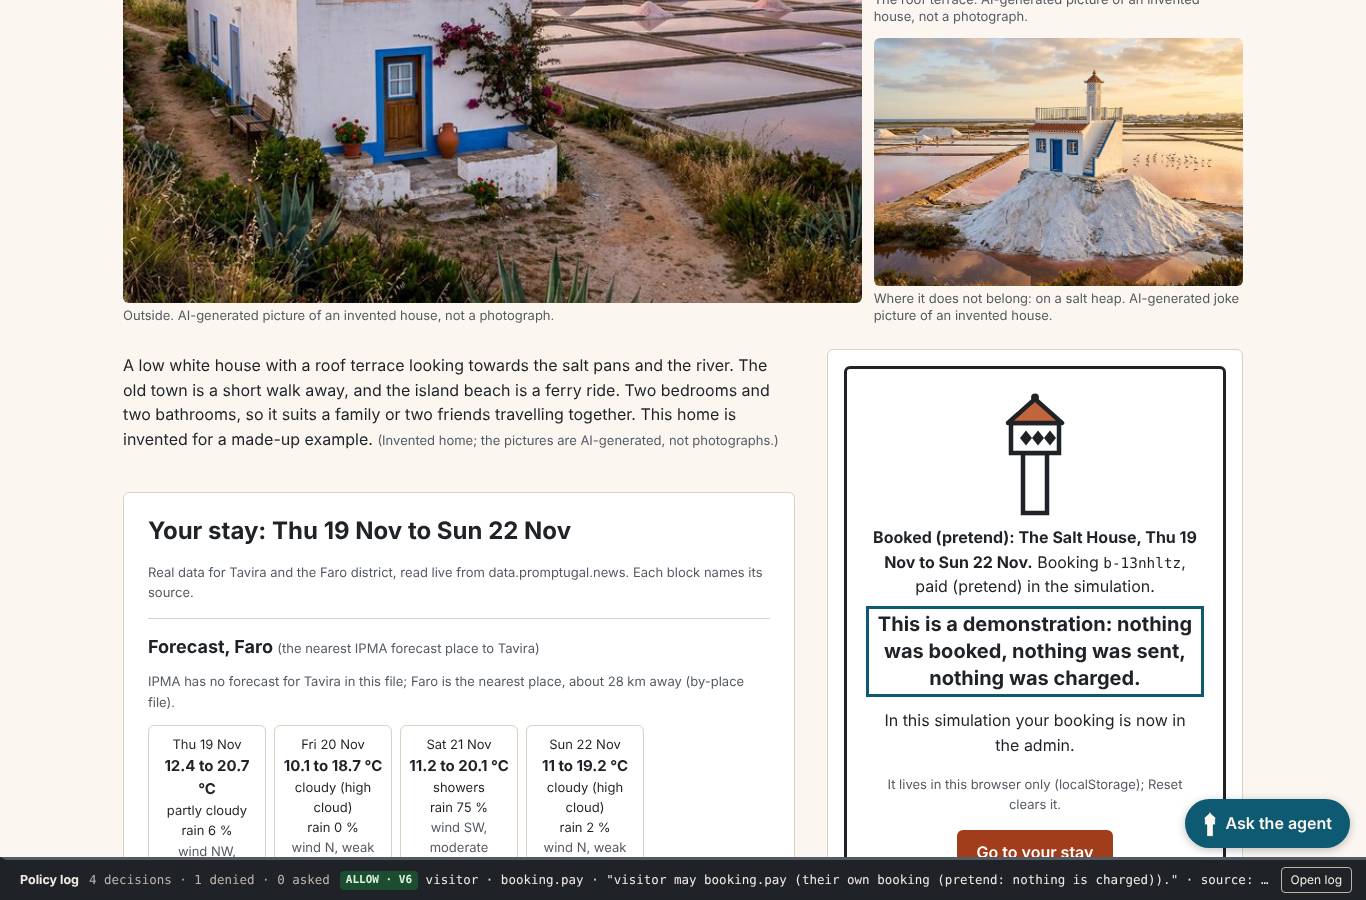 The roof terrace. AI-generated picture of an invented
house, not a photograph.
Where it does not belong: on a salt heap. AI-generated joke
picture of an invented house.
Outside. AI-generated picture of an invented house, not a photograph.
A low white house with a roof terrace looking towards the salt pans and the river. The
old town is a short walk away, and the island beach is a ferry ride. Two bedrooms and
two bathrooms, so it suits a family or two friends travelling together. This home is
invented for a made-up example. (Invented home; the pictures are AI-generated, not photographs.)
Your stay: Thu 19 Nov to Sun 22 Nov
Real data for Tavira and the Faro district, read live from data.promptugal.news. Each block names its
source.
Forecast, Faro (the nearest IPMA forecast place to Tavira)
IPMA has no forecast for Tavira in this file; Faro is the nearest place, about 28 km away (by-place
file).
Thu 19 Nov
12.4 to 20.7
°C
partly cloudy
rain 6 %
wind NW,
Fri 20 Nov
10.1 to 18.7 °C
cloudy (high
cloud)
rain 0 %
wind N, weak
Sat 21 Nov
11.2 to 20.1 °C
showers
rain 75 %
wind SW,
moderate
Sun 22 Nov
11 to 19.2 °C
cloudy (high
cloud)
rain 2 %
wind N, weak
Booked (pretend): The Salt House, Thu 19
Nov to Sun 22 Nov. Booking b-13nhltz,
paid (pretend) in the simulation.
This is a demonstration: nothing
was booked, nothing was sent,
nothing was charged.
In this simulation your booking is now in
the admin.
It lives in this browser only (localStorage); Reset
clears it.
Go to your stay
Ask the agent
Policy log 4 decisions · 1 denied · 0 asked ALLOW · V6 visitor · booking.pay · "visitor may booking.pay (their own booking (pretend: nothing is charged))." · source: … Open log